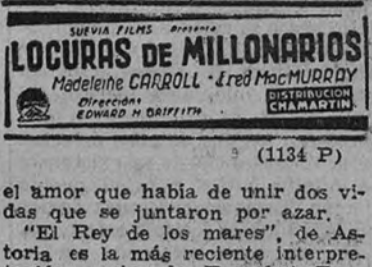 SUEVIA FILMS Presenta
LOCURAS DE MILLONARIOS
Madeleine CARROLL - Fred MacMURRAY
Dirección:
EDWARD H GRIFFITH
DISTRIBUCION
CHAMARTIN
(1134 P)
el amor que había de unir dos vi-
das que se juntaron por azar.
"El Rey de los mares", de As-
toria es la más reciente interpre-